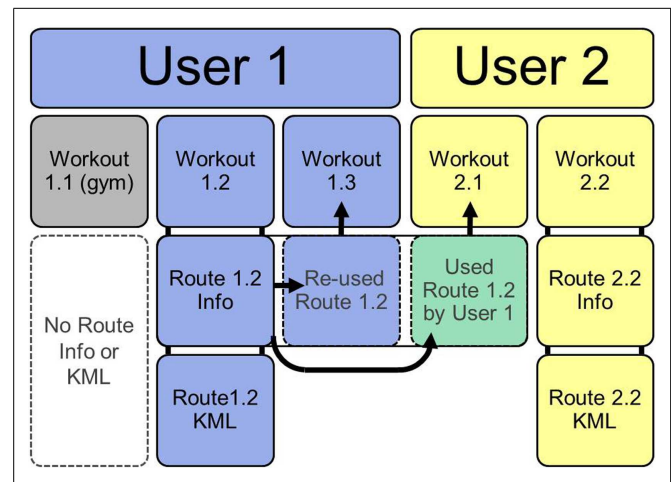 User 1
User 2
Workout
1.1 (gym)
Workout
1.2
Workout
1.3
Workout
2.1
Workout
2.2
No Route
Info or
KML
Route 1.2
Info
Re-used
Route 1.2
Used
Route 1.2
by User 1
Route 2.2
Info
Route1.2
KML
Route 2.2
KML